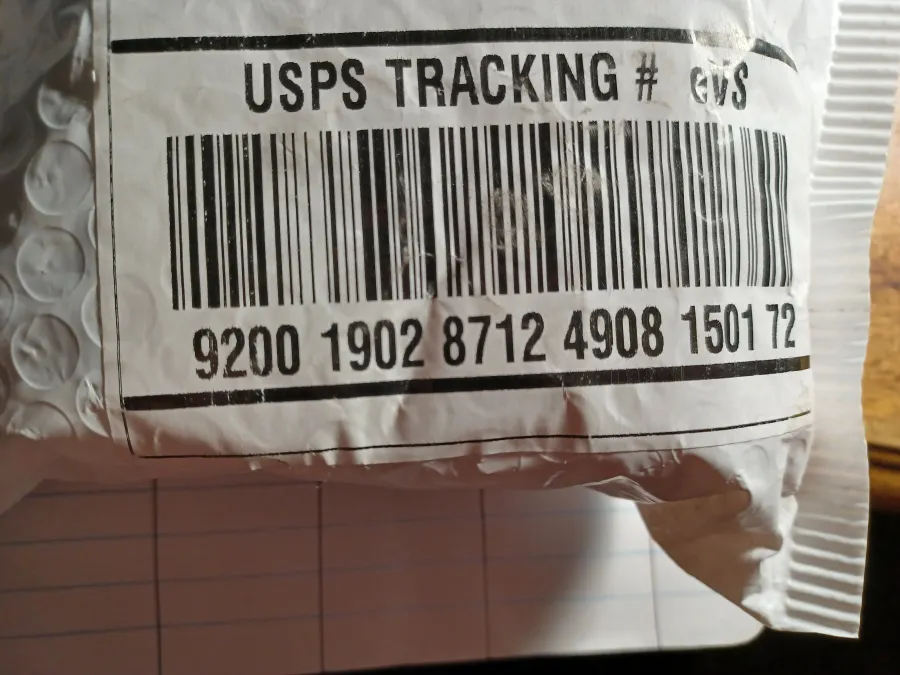 USPS TRACKING # eVS
9200 1902 8712 4908 1501 72